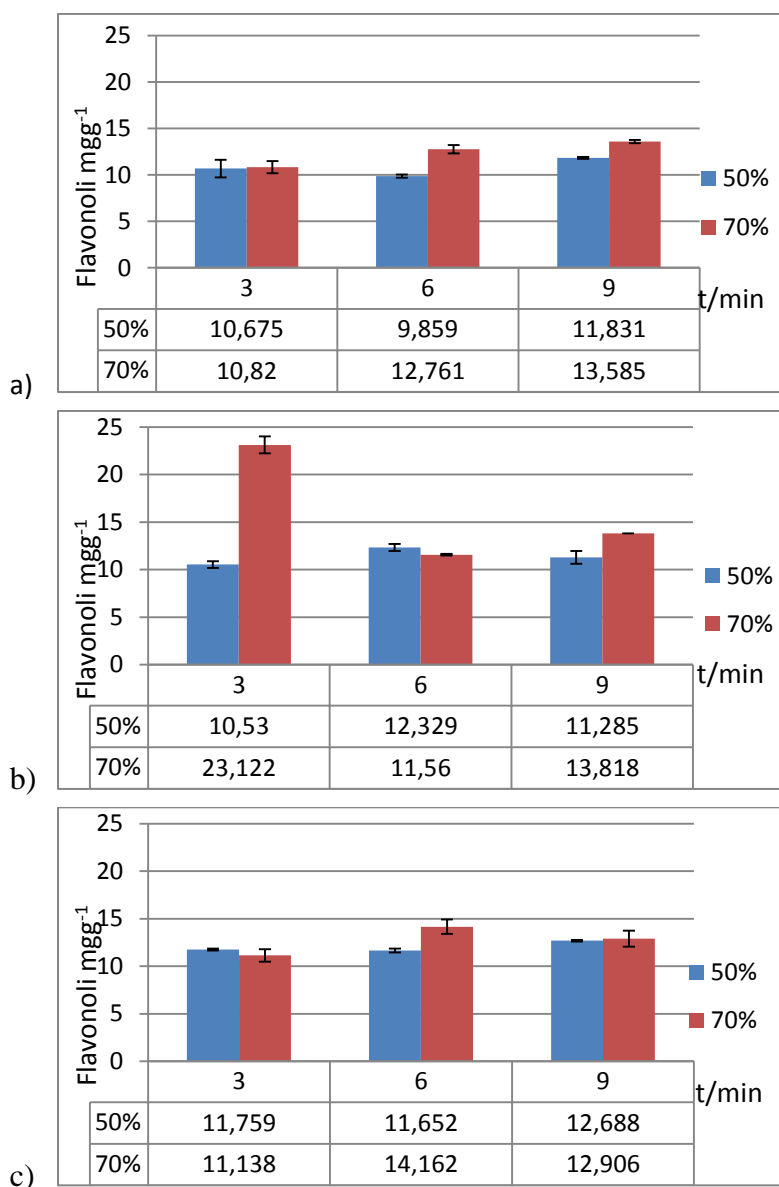 25
20
15
10
5
0
Flavonoli mgg⁻¹
50%
70%
3 6 9 t/min
50% 10,675 9,859 11,831
70% 10,82 12,761 13,585
a)
25
20
15
10
5
0
Flavonoli mgg⁻¹
50%
70%
3 6 9 t/min
50% 10,53 12,329 11,285
70% 23,122 11,56 13,818
b)
25
20
15
10
5
0
Flavonoli mgg⁻¹
50%
70%
3 6 9 t/min
50% 11,759 11,652 12,688
70% 11,138 14,162 12,906
c)